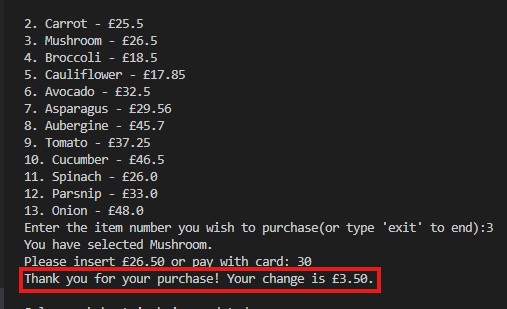 2. Carrot - £25.5
3. Mushroom - £26.5
4. Broccoli - £18.5
5. Cauliflower - £17.85
6. Avocado - £32.5
7. Asparagus - £29.56
8. Aubergine - £45.7
9. Tomato - £37.25
10. Cucumber - £46.5
11. Spinach - £26.0
12. Parsnip - £33.0
13. Onion - £48.0
Enter the item number you wish to purchase(or type 'exit' to end):3
You have selected Mushroom.
Please insert £26.50 or pay with card: 30
Thank you for your purchase! Your change is £3.50.